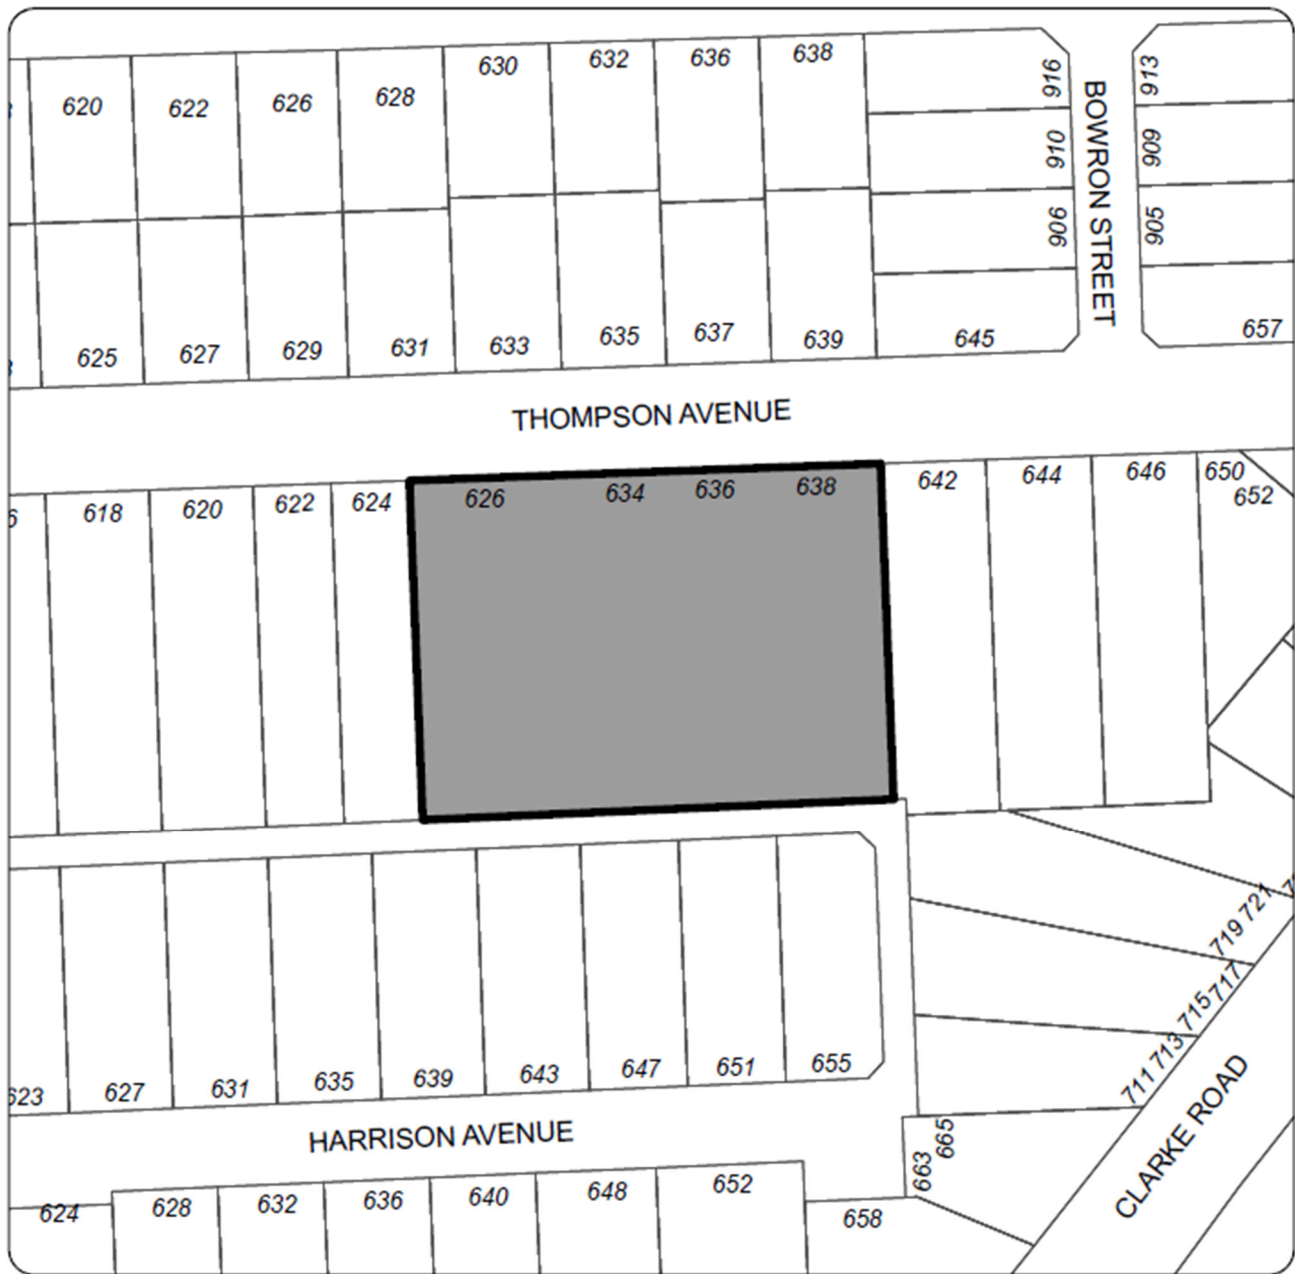 630 632 636 638
620 622 626 628
916
913
910
909
906
905
BOWRON STREET
625 627 629 631 633 635 637 639 645 657
THOMPSON AVENUE
618 620 622 624 626 634 636 638 642 644 646 650
652
719 721
715 717
711 713
623 627 631 635 639 643 647 651 655
HARRISON AVENUE
CLARKE ROAD
663 665
624 628 632 636 640 648 652 658